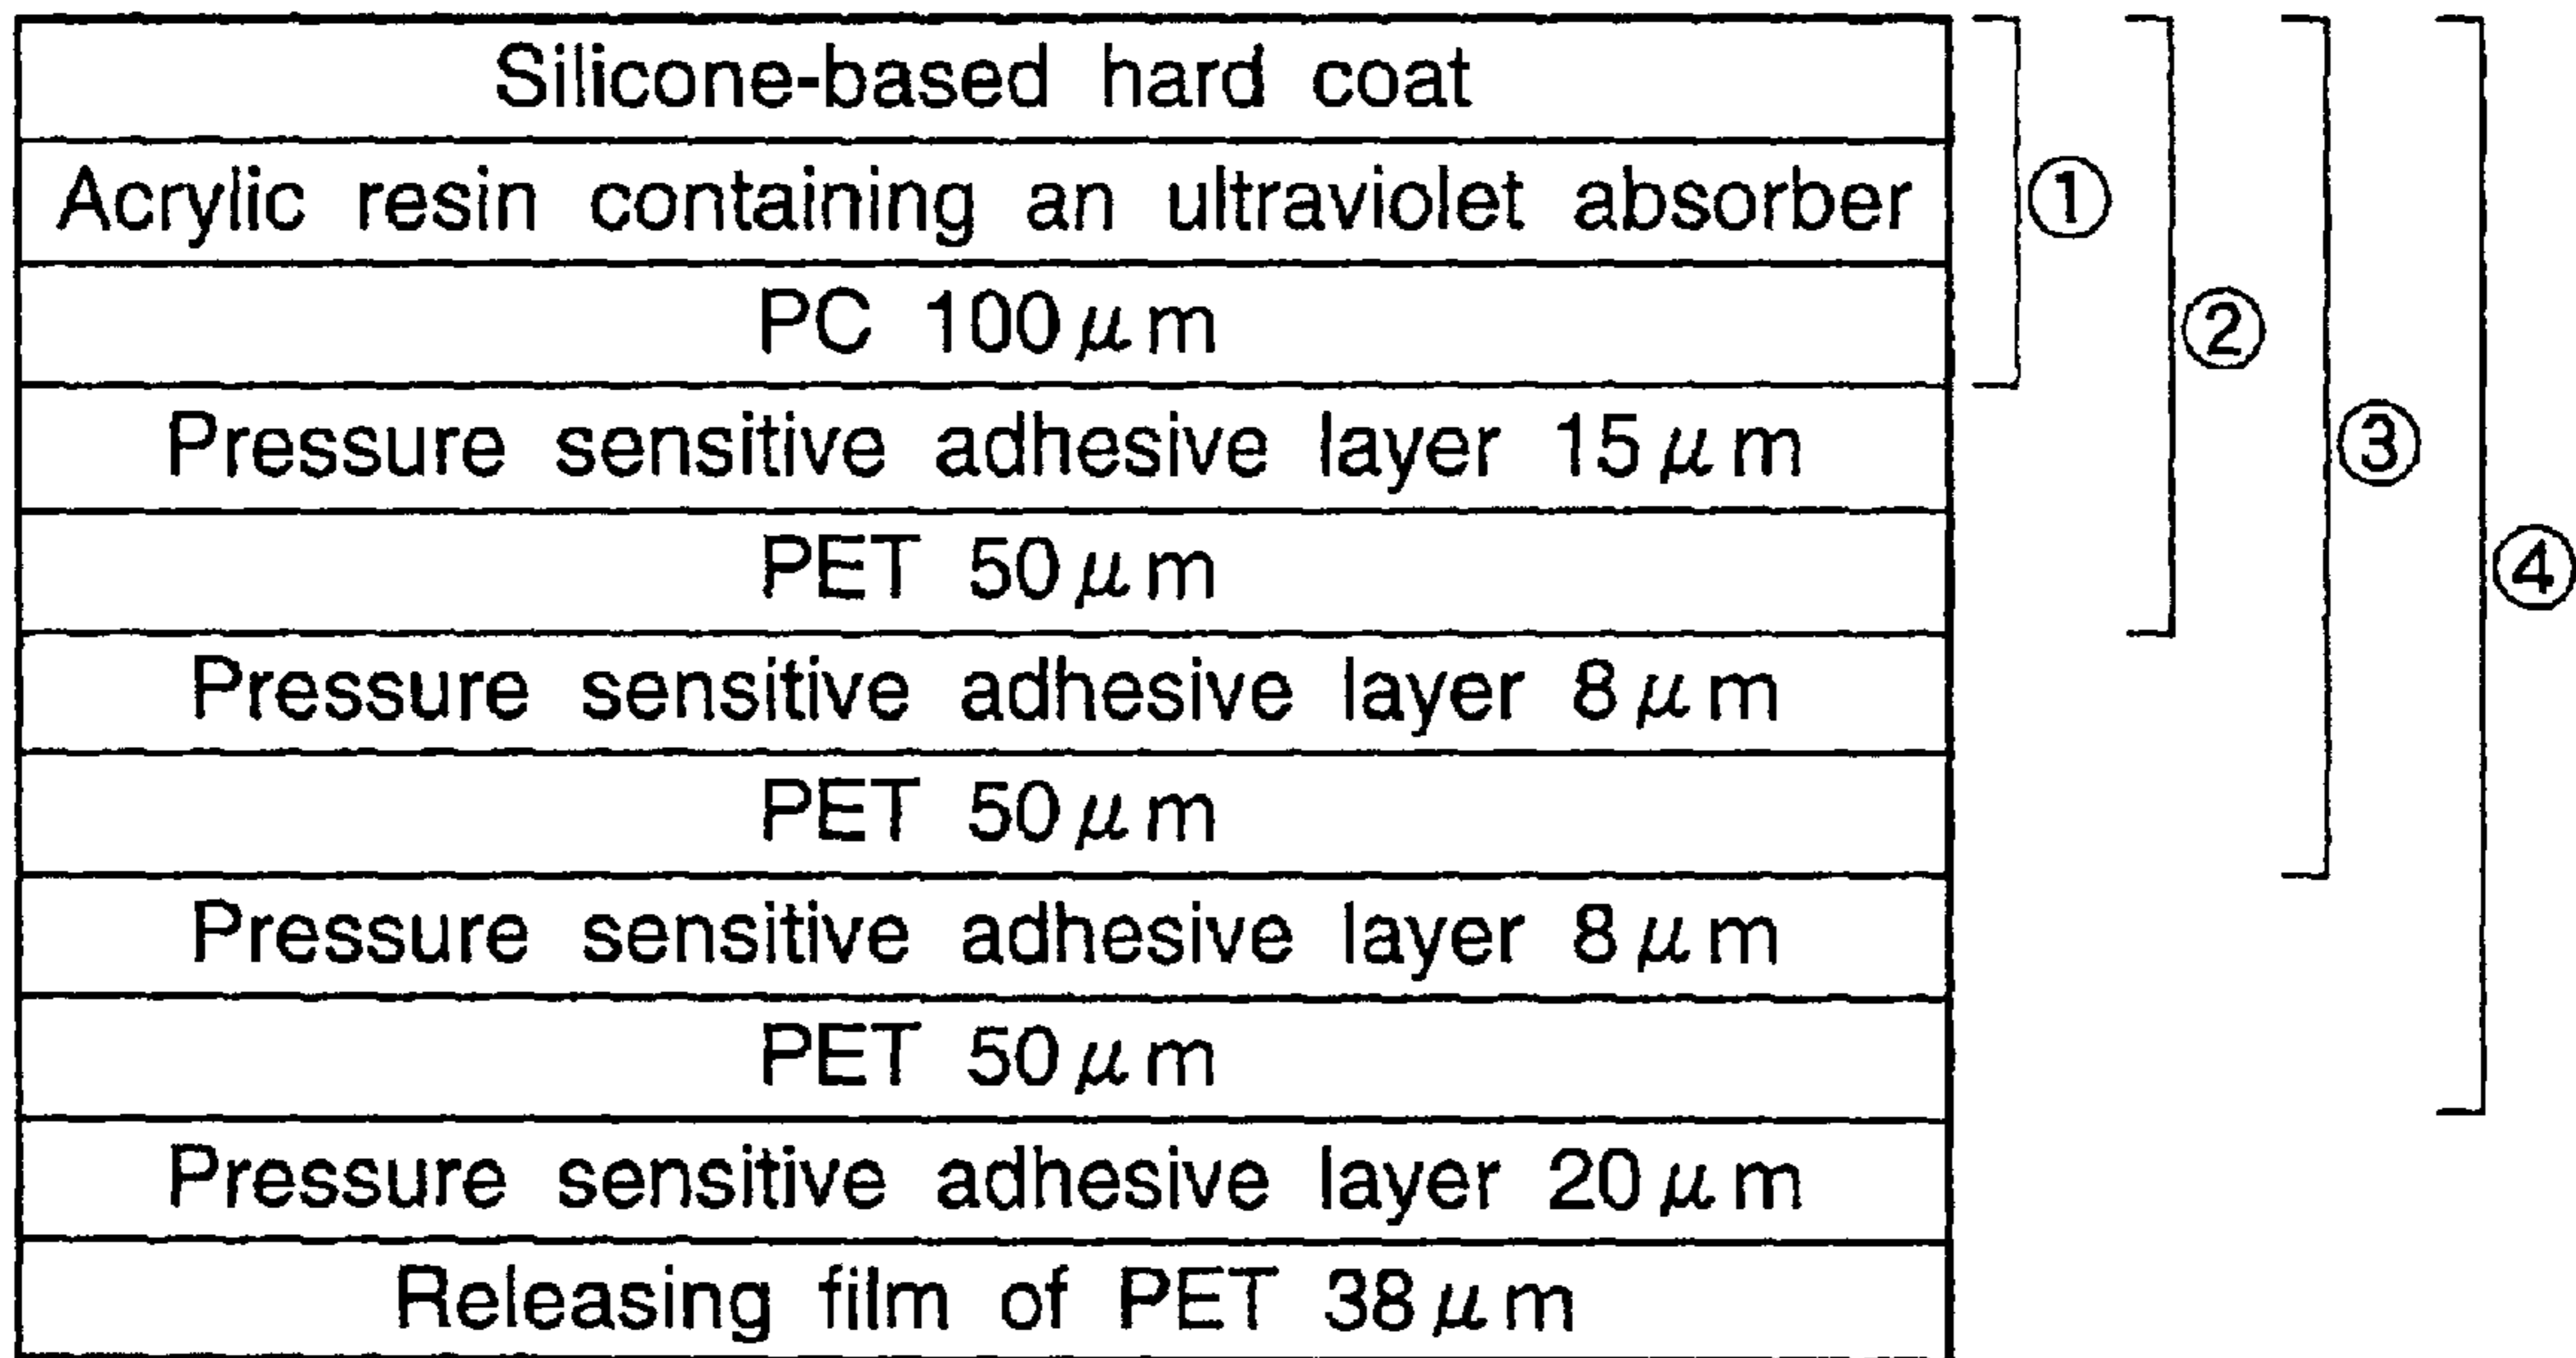 Silicone-based hard coat
Acrylic resin containing an ultraviolet absorber
①
PC 100μm
②
Pressure sensitive adhesive layer 15μm
③
PET 50μm
④
Pressure sensitive adhesive layer 8μm
PET 50μm
Pressure sensitive adhesive layer 8μm
PET 50μm
Pressure sensitive adhesive layer 20μm
Releasing film of PET 38μm